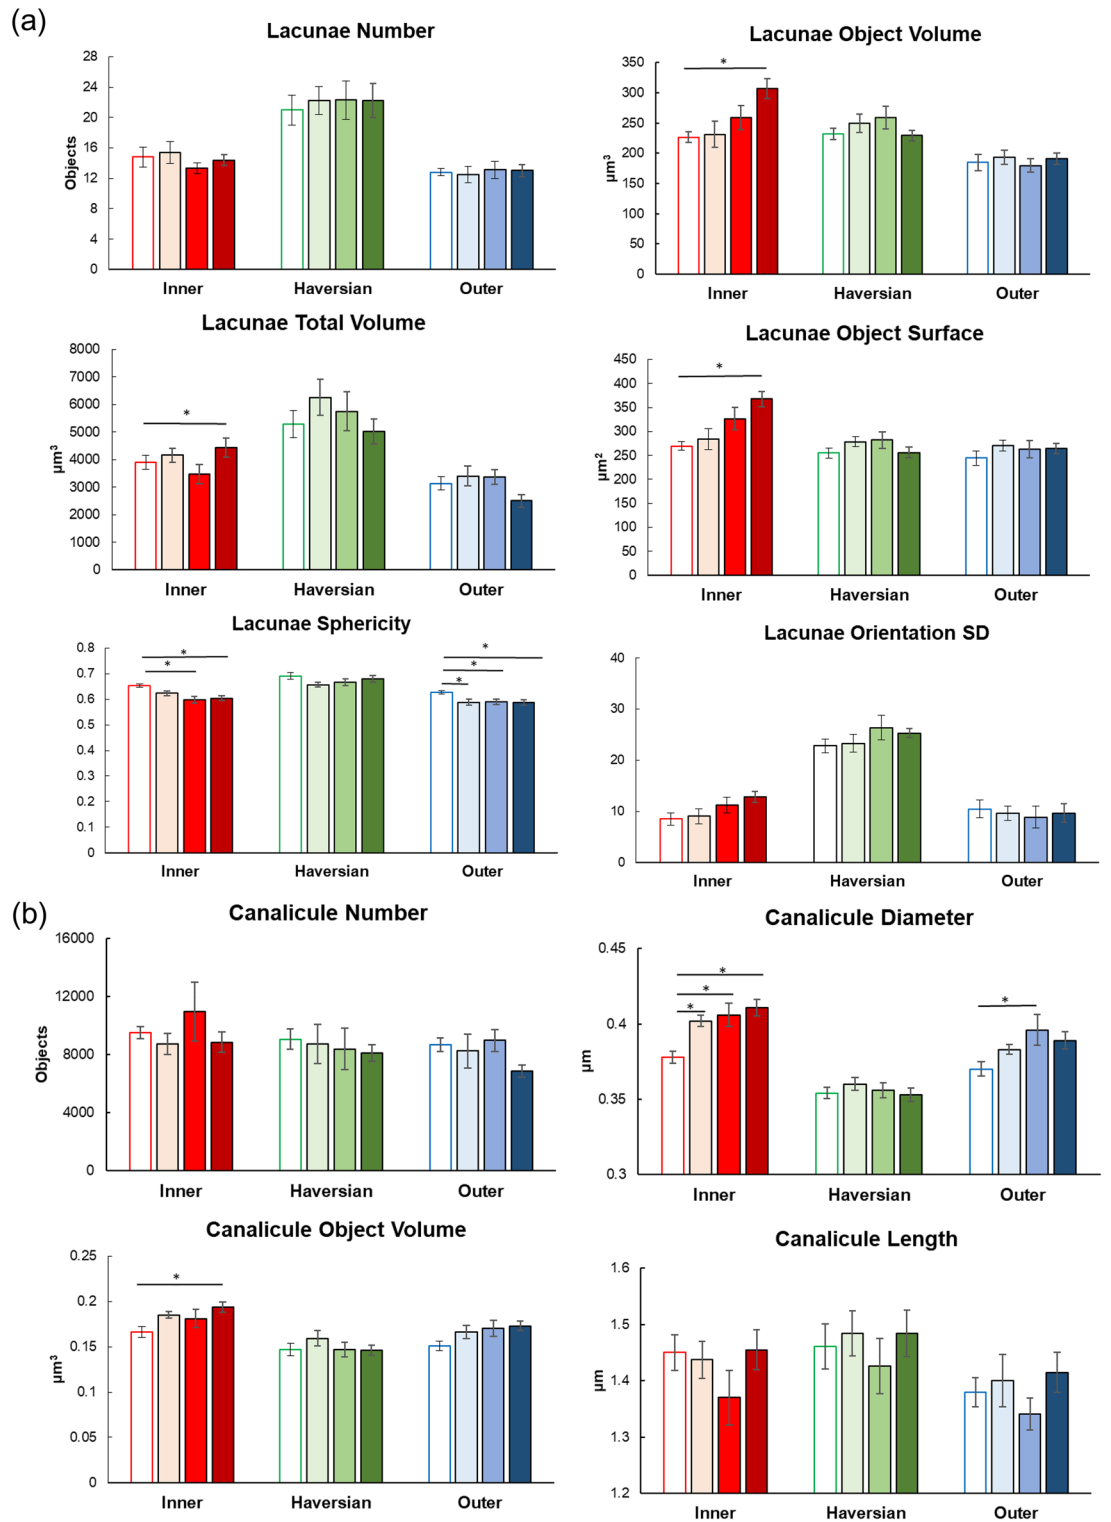 (a)
Lacunae Number
28
24
20
16
12
8
4
0
Objects
Inner Haversian Outer
Lacunae Object Volume
350
300
250
200
150
100
50
0
µm³
*
Inner Haversian Outer
Lacunae Total Volume
8000
7000
6000
5000
4000
3000
2000
1000
0
µm³
*
Inner Haversian Outer
Lacunae Object Surface
450
400
350
300
250
200
150
100
50
0
µm²
*
Inner Haversian Outer
Lacunae Sphericity
0.8
0.7
0.6
0.5
0.4
0.3
0.2
0.1
0
*
*
*
*
*
Inner Haversian Outer
Lacunae Orientation SD
40
30
20
10
0
Inner Haversian Outer
(b)
Canalicule Number
16000
12000
8000
4000
0
Objects
Inner Haversian Outer
Canalicule Diameter
0.45
0.4
0.35
0.3
µm
*
*
*
*
Inner Haversian Outer
Canalicule Object Volume
0.25
0.2
0.15
0.1
0.05
0
µm³
*
Inner Haversian Outer
Canalicule Length
1.6
1.5
1.4
1.3
1.2
µm
Inner Haversian Outer